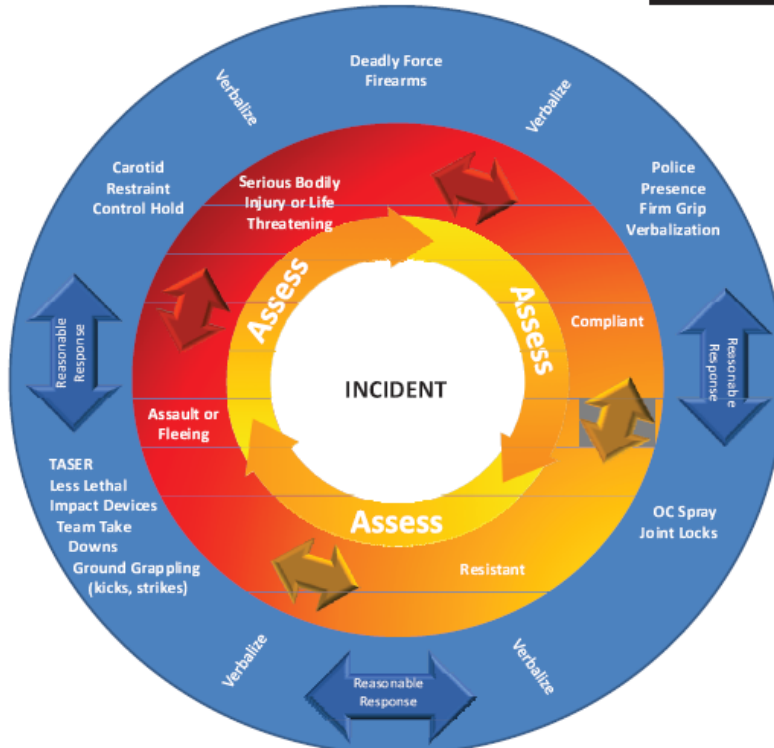 Deadly Force
Firearms
Verbalize
Verbalize
Carotid
Restraint
Control Hold
Serious Bodily
Injury or Life
Threatening
Police
Presence
Firm Grip
Verbalization
Assess
Assess
Reasonable
Response
Compliant
Reasonable
Response
INCIDENT
Assault or
Fleeing
TASER
Less Lethal
Impact Devices
Team Take
Downs
Ground Grappling
(kicks, strikes)
OC Spray
Joint Locks
Assess
Resistant
Verbalize
Verbalize
Reasonable
Response